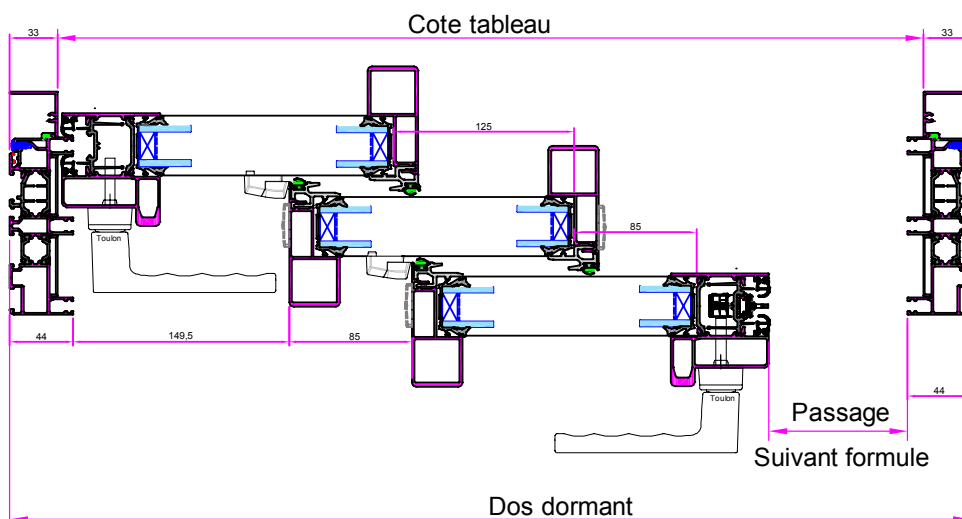 Cote tableau
33
33
125
85
Toulon
44
149,5
85
Toulon
44
Passage
Suivant formule
Dos dormant